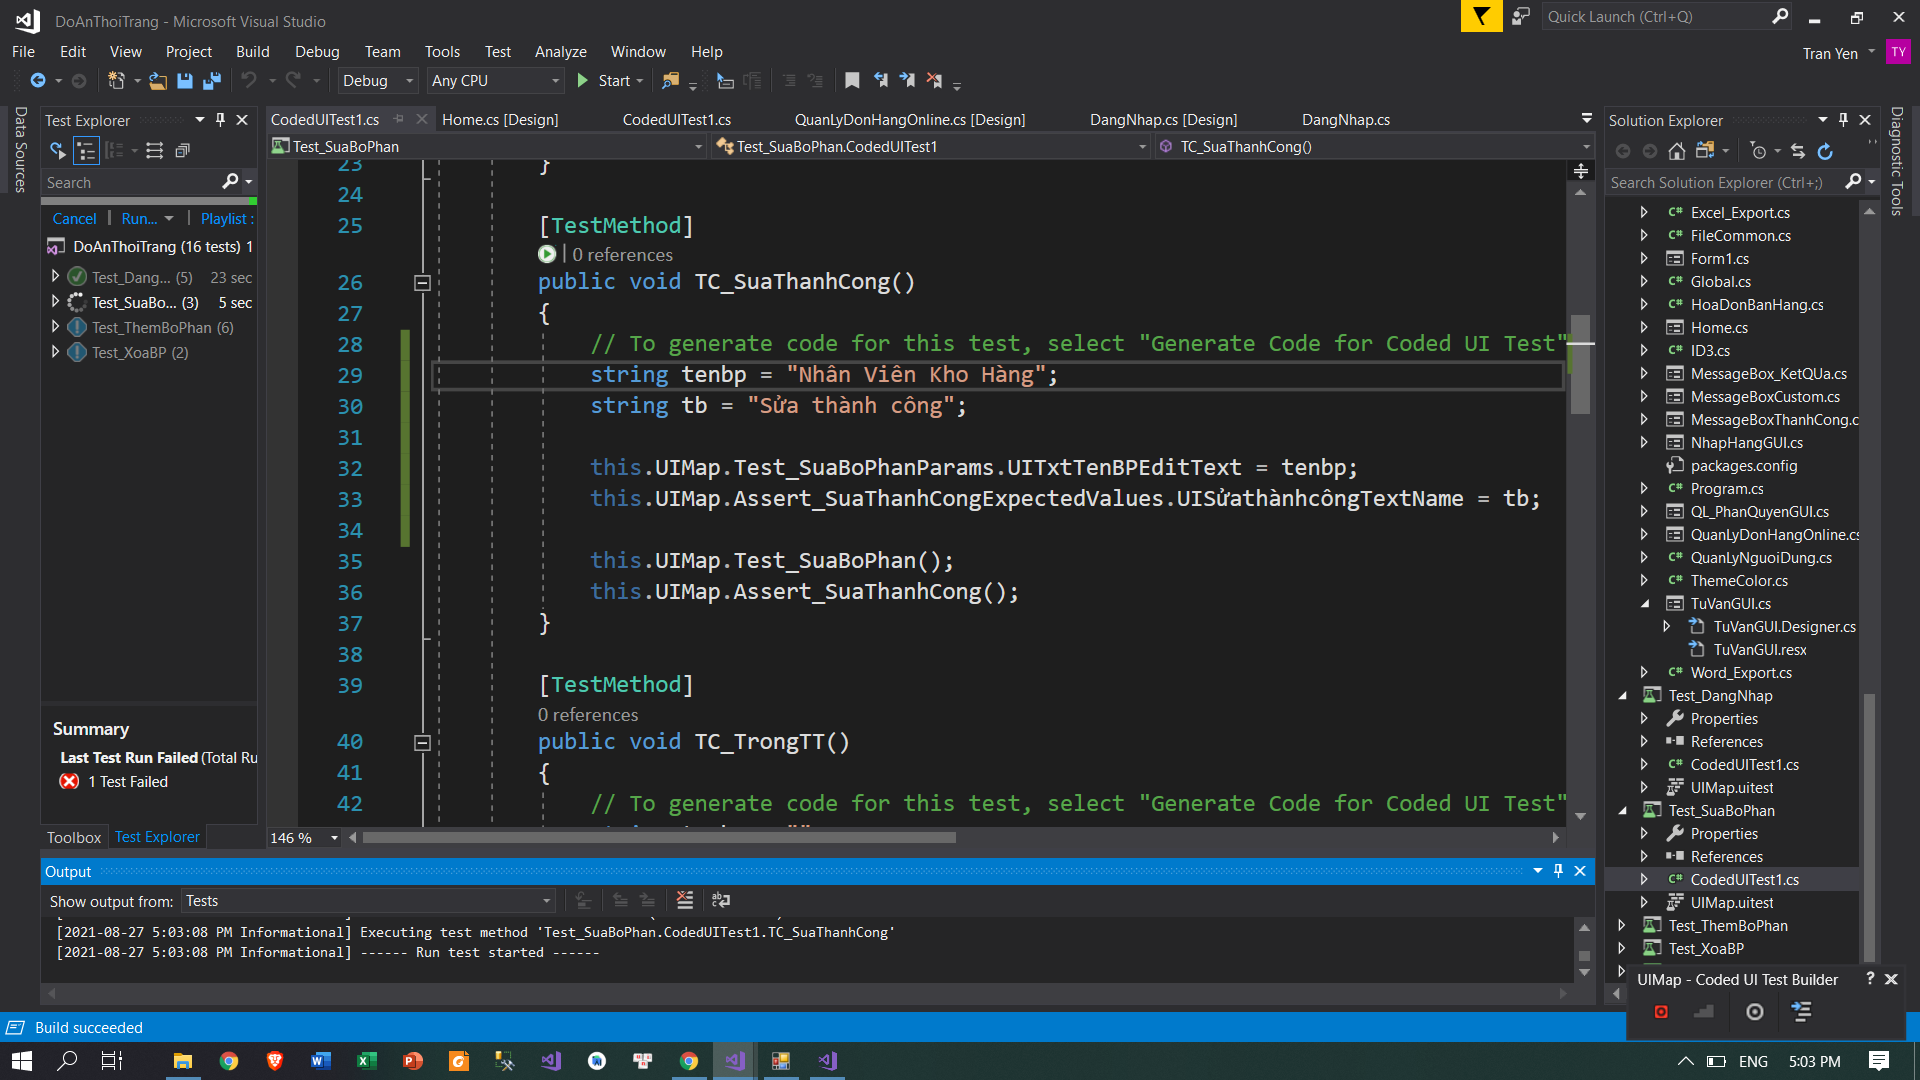 DoAnThoiTrang - Microsoft Visual Studio
Quick Launch (Ctrl+Q)
File Edit View Project Build Debug Team Tools Test Analyze Window Help
Tran Yen
TY
Debug
Any CPU
Start
Data Sources
Test Explorer
Search
Cancel
Run...
Playlist :
DoAnThoiTrang (16 tests) 1
Test_Dang... (5) 23 sec
Test_SuaBo... (3) 5 sec
Test_ThemBoPhan (6)
Test_XoaBP (2)
Summary
Last Test Run Failed (Total Ru
1 Test Failed
Toolbox
Test Explorer
CodedUITest1.cs
Home.cs [Design]
CodedUITest1.cs
QuanLyDonHangOnline.cs [Design]
DangNhap.cs [Design]
DangNhap.cs
Test_SuaBoPhan
Test_SuaBoPhan.CodedUITest1
TC_SuaThanhCong()
23 }
24
25 [TestMethod]
0 references
26 public void TC_SuaThanhCong()
27 {
28 // To generate code for this test, select "Generate Code for Coded UI Test"
29 string tenbp = "Nhân Viên Kho Hàng";
30 string tb = "Sửa thành công";
31
32 this.UIMap.Test_SuaBoPhanParams.UITxtTenBPEditText = tenbp;
33 this.UIMap.Assert_SuaThanhCongExpectedValues.UISửathànhcôngTextName = tb;
34
35 this.UIMap.Test_SuaBoPhan();
36 this.UIMap.Assert_SuaThanhCong();
37 }
38
39 [TestMethod]
0 references
40 public void TC_TrongTT()
41 {
42 // To generate code for this test, select "Generate Code for Coded UI Test"
146 %
Output
Show output from: Tests
[2021-08-27 5:03:08 PM Informational] Executing test method 'Test_SuaBoPhan.CodedUITest1.TC_SuaThanhCong'
[2021-08-27 5:03:08 PM Informational] ------ Run test started ------
Solution Explorer
Search Solution Explorer (Ctrl+;)
Excel_Export.cs
FileCommon.cs
Form1.cs
Global.cs
HoaDonBanHang.cs
Home.cs
ID3.cs
MessageBox_KetQUa.cs
MessageBoxCustom.cs
MessageBoxThanhCong.c
NhapHangGUI.cs
packages.config
Program.cs
QL_PhanQuyenGUI.cs
QuanLyDonHangOnline.cs
QuanLyNguoiDung.cs
ThemeColor.cs
TuVanGUI.cs
TuVanGUI.Designer.cs
TuVanGUI.resx
Word_Export.cs
Test_DangNhap
Properties
References
CodedUITest1.cs
UIMap.uitest
Test_SuaBoPhan
Properties
References
CodedUITest1.cs
UIMap.uitest
Test_ThemBoPhan
Test_XoaBP
Diagnostic Tools
UIMap - Coded UI Test Builder
Build succeeded
ENG
5:03 PM